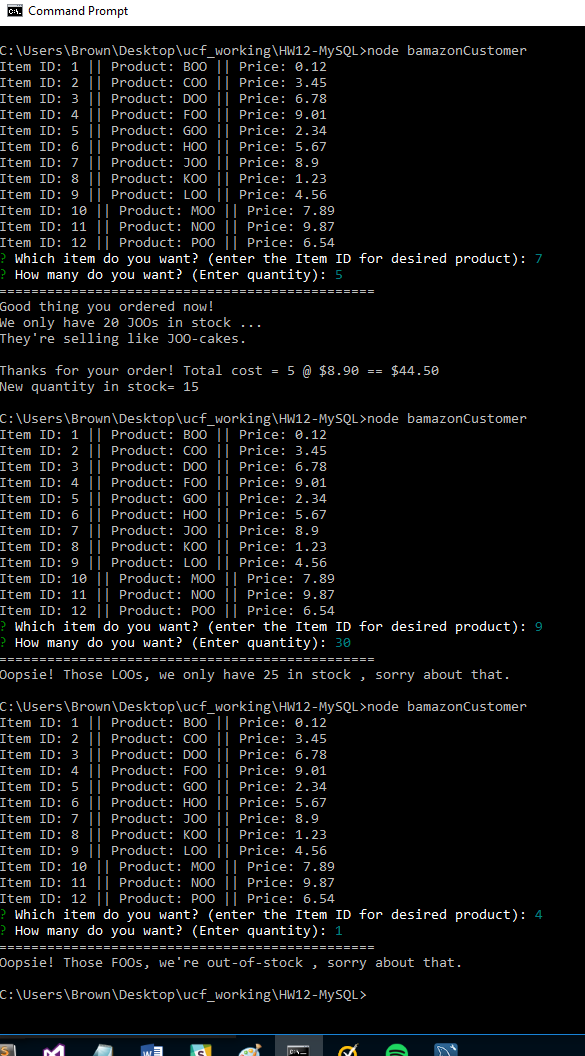 Command Prompt
C:\Users\Brown\Desktop\ucf_working\HW12-MySQL>node bamazonCustomer
Item ID: 1 || Product: BOO || Price: 0.12
Item ID: 2 || Product: COO || Price: 3.45
Item ID: 3 || Product: DOO || Price: 6.78
Item ID: 4 || Product: FOO || Price: 9.01
Item ID: 5 || Product: GOO || Price: 2.34
Item ID: 6 || Product: HOO || Price: 5.67
Item ID: 7 || Product: JOO || Price: 8.9
Item ID: 8 || Product: KOO || Price: 1.23
Item ID: 9 || Product: LOO || Price: 4.56
Item ID: 10 || Product: MOO || Price: 7.89
Item ID: 11 || Product: NOO || Price: 9.87
Item ID: 12 || Product: POO || Price: 6.54
? Which item do you want? (enter the Item ID for desired product): 7
? How many do you want? (Enter quantity): 5
===============================================
Good thing you ordered now!
We only have 20 JOOs in stock ...
They're selling like JOO-cakes.
Thanks for your order! Total cost = 5 @ $8.90 == $44.50
New quantity in stock= 15
C:\Users\Brown\Desktop\ucf_working\HW12-MySQL>node bamazonCustomer
Item ID: 1 || Product: BOO || Price: 0.12
Item ID: 2 || Product: COO || Price: 3.45
Item ID: 3 || Product: DOO || Price: 6.78
Item ID: 4 || Product: FOO || Price: 9.01
Item ID: 5 || Product: GOO || Price: 2.34
Item ID: 6 || Product: HOO || Price: 5.67
Item ID: 7 || Product: JOO || Price: 8.9
Item ID: 8 || Product: KOO || Price: 1.23
Item ID: 9 || Product: LOO || Price: 4.56
Item ID: 10 || Product: MOO || Price: 7.89
Item ID: 11 || Product: NOO || Price: 9.87
Item ID: 12 || Product: POO || Price: 6.54
? Which item do you want? (enter the Item ID for desired product): 9
? How many do you want? (Enter quantity): 30
===============================================
Oopsie! Those LOOs, we only have 25 in stock , sorry about that.
C:\Users\Brown\Desktop\ucf_working\HW12-MySQL>node bamazonCustomer
Item ID: 1 || Product: BOO || Price: 0.12
Item ID: 2 || Product: COO || Price: 3.45
Item ID: 3 || Product: DOO || Price: 6.78
Item ID: 4 || Product: FOO || Price: 9.01
Item ID: 5 || Product: GOO || Price: 2.34
Item ID: 6 || Product: HOO || Price: 5.67
Item ID: 7 || Product: JOO || Price: 8.9
Item ID: 8 || Product: KOO || Price: 1.23
Item ID: 9 || Product: LOO || Price: 4.56
Item ID: 10 || Product: MOO || Price: 7.89
Item ID: 11 || Product: NOO || Price: 9.87
Item ID: 12 || Product: POO || Price: 6.54
? Which item do you want? (enter the Item ID for desired product): 4
? How many do you want? (Enter quantity): 1
===============================================
Oopsie! Those FOOs, we're out-of-stock , sorry about that.
C:\Users\Brown\Desktop\ucf_working\HW12-MySQL>